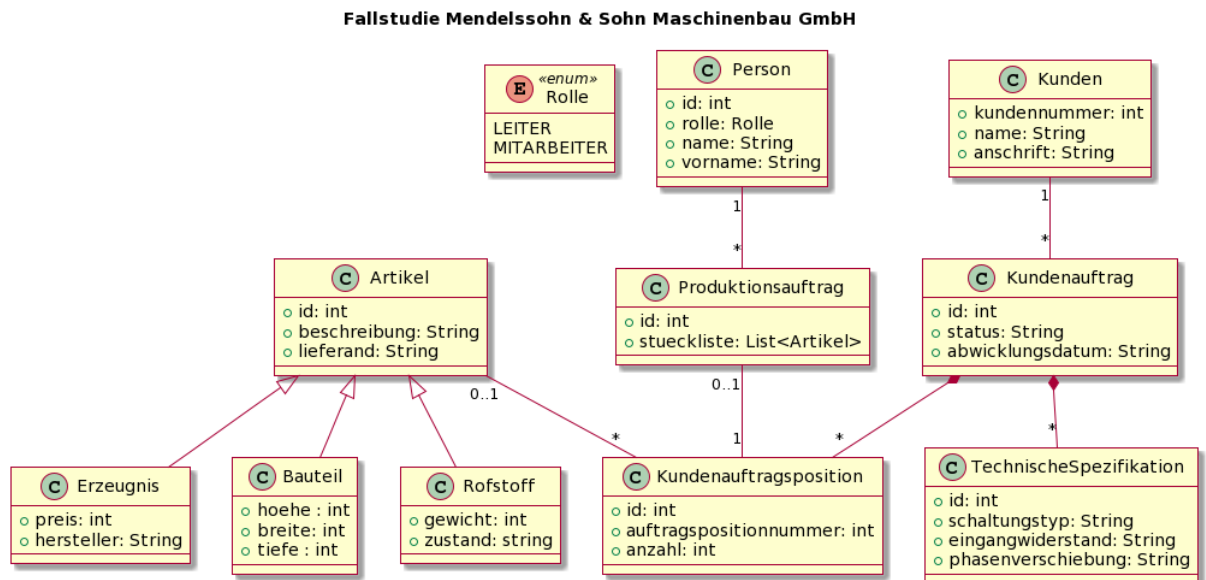 Fallstudie Mendelssohn & Sohn Maschinenbau GmbH
E «enum»
Rolle
LEITER
MITARBEITER
C Person
id: int
rolle: Rolle
name: String
vorname: String
C Kunden
kundennummer: int
name: String
anschrift: String
1
*
1
*
C Artikel
id: int
beschreibung: String
lieferand: String
C Produktionsauftrag
id: int
stueckliste: List<Artikel>
C Kundenauftrag
id: int
status: String
abwicklungsdatum: String
0..1
*
0..1
1
*
*
C Erzeugnis
preis: int
hersteller: String
C Bauteil
hoehe : int
breite: int
tiefe : int
C Rofstoff
gewicht: int
zustand: string
C Kundenauftragsposition
id: int
auftragspositionnummer: int
anzahl: int
C TechnischeSpezifikation
id: int
schaltungstyp: String
eingangwiderstand: String
phasenverschiebung: String